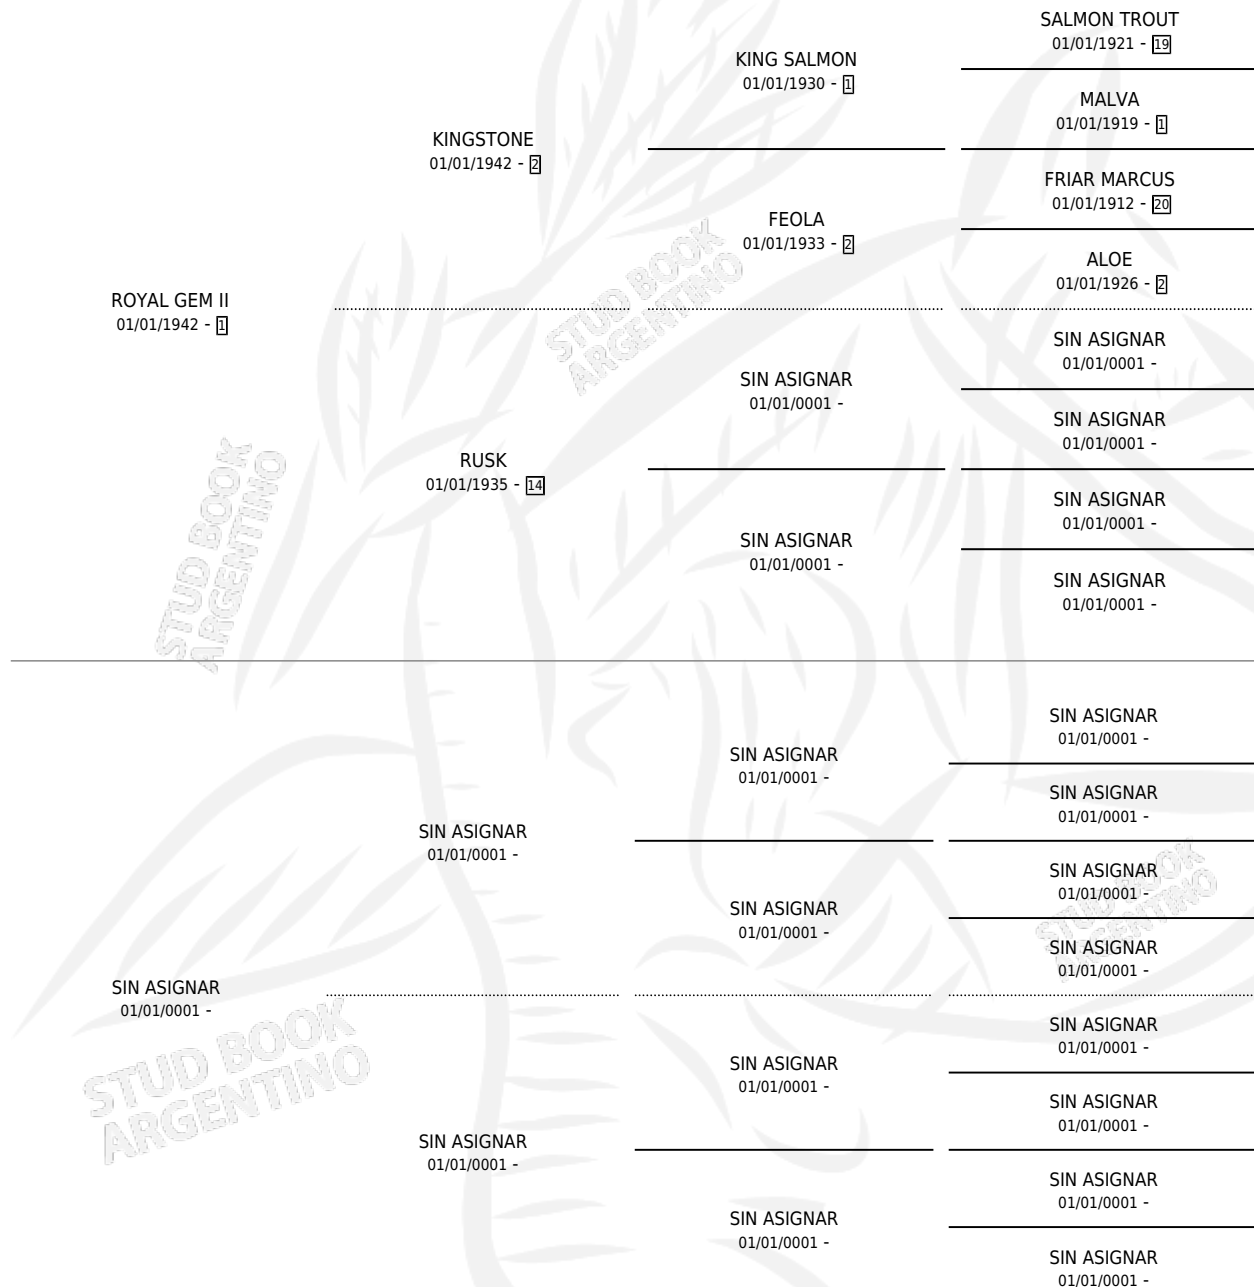 SALMON TROUT
01/01/1921 - 19
KING SALMON
01/01/1930 - 1
MALVA
01/01/1919 - 1
KINGSTONE
01/01/1942 - 2
FRIAR MARCUS
01/01/1912 - 20
FEOLA
01/01/1933 - 2
ALOE
01/01/1926 - 2
ROYAL GEM II
01/01/1942 - 1
SIN ASIGNAR
01/01/0001 -
SIN ASIGNAR
01/01/0001 -
SIN ASIGNAR
01/01/0001 -
RUSK
01/01/1935 - 14
SIN ASIGNAR
01/01/0001 -
SIN ASIGNAR
01/01/0001 -
SIN ASIGNAR
01/01/0001 -
SIN ASIGNAR
01/01/0001 -
SIN ASIGNAR
01/01/0001 -
SIN ASIGNAR
01/01/0001 -
SIN ASIGNAR
01/01/0001 -
SIN ASIGNAR
01/01/0001 -
SIN ASIGNAR
01/01/0001 -
SIN ASIGNAR
01/01/0001 -
SIN ASIGNAR
01/01/0001 -
SIN ASIGNAR
01/01/0001 -
SIN ASIGNAR
01/01/0001 -
SIN ASIGNAR
01/01/0001 -
SIN ASIGNAR
01/01/0001 -
SIN ASIGNAR
01/01/0001 -
SIN ASIGNAR
01/01/0001 -
SIN ASIGNAR
01/01/0001 -
STUD BOOK
ARGENTINO
STUD BOOK
ARGENTINO
STUD BOOK
ARGENTINO
STUD BOOK
ARGENTINO